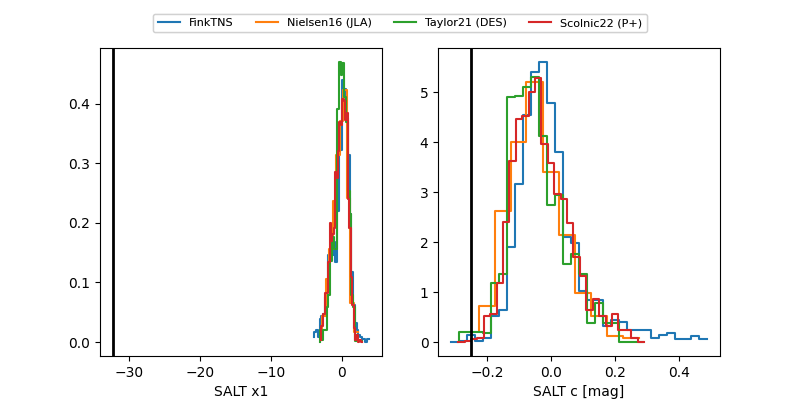 FinkTNS Nielsen16 (JLA) Taylor21 (DES) Scolnic22 (P+)
0.4
0.3
0.2
0.1
0.0
−30 −20 −10 0
SALT x1
5
4
3
2
1
0
−0.2 0.0 0.2 0.4
SALT c [mag]